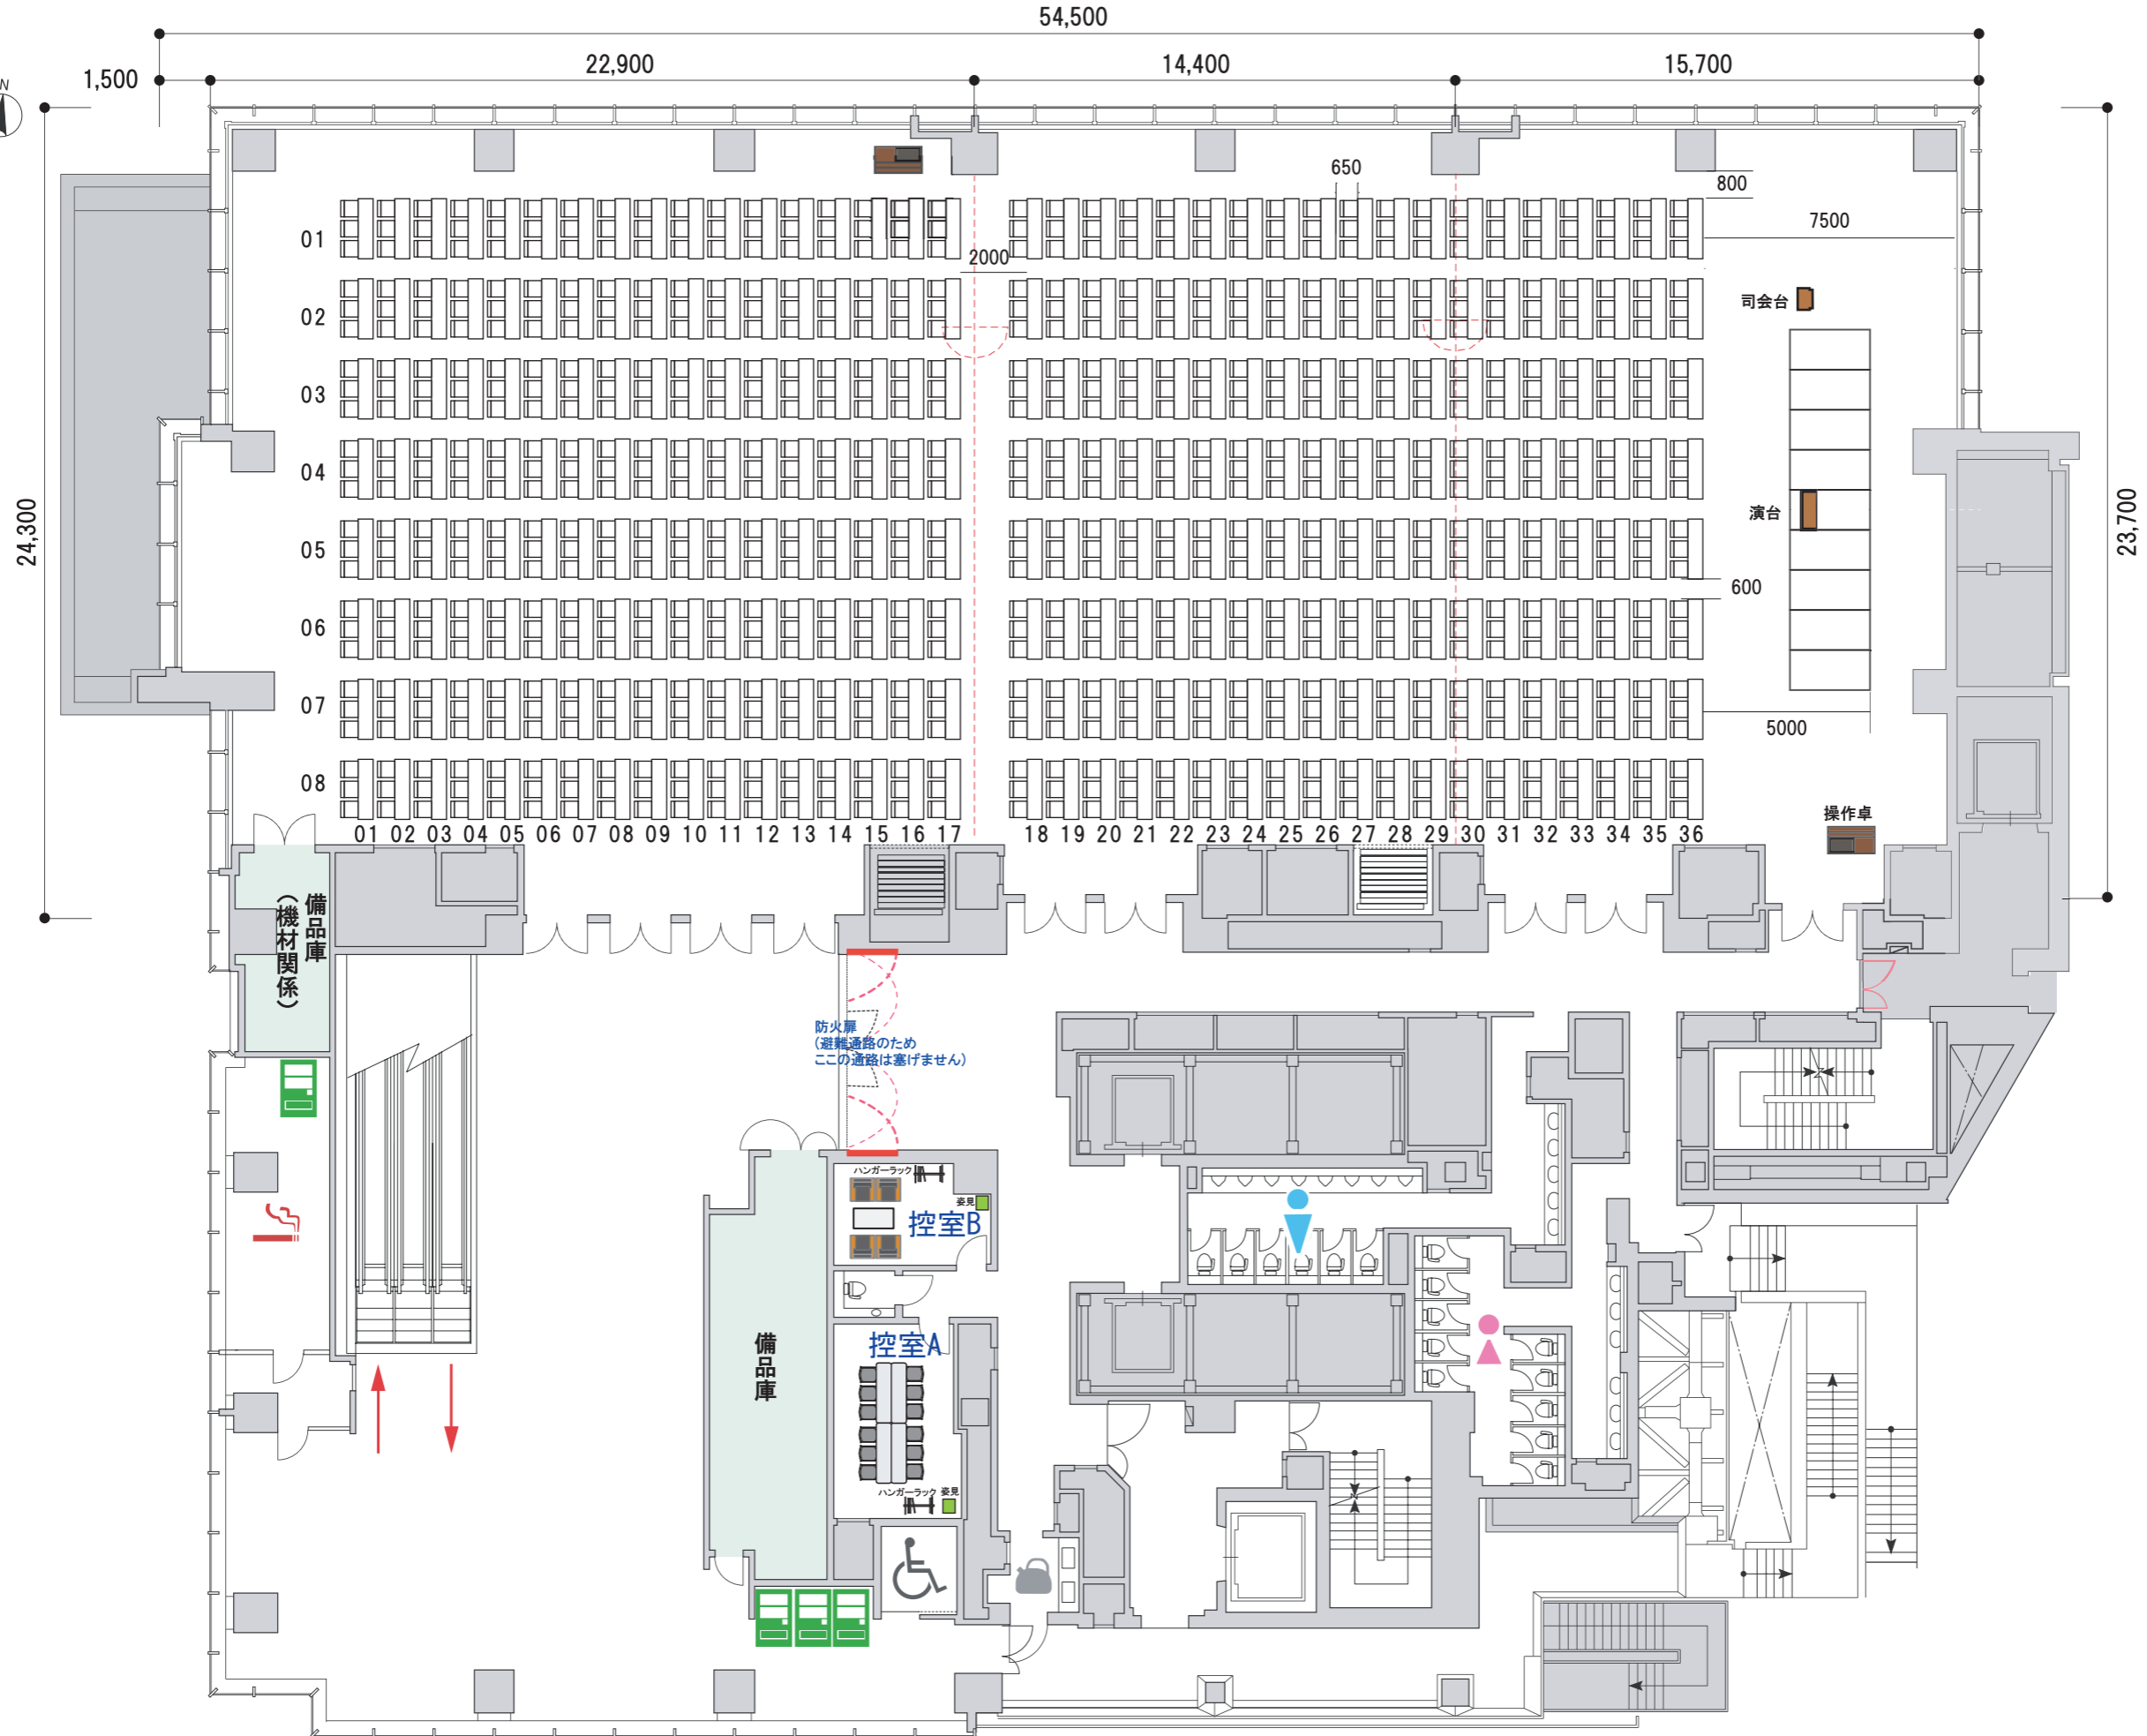 54,500
1,500
22,900
14,400
15,700
N
24,300
23,700
650
800
7500
2000
01
02
03
04
05
06
07
08
司会台
演台
600
5000
操作卓
01 02 03 04 05 06 07 08 09 10 11 12 13 14 15 16 17 18 19 20 21 22 23 24 25 26 27 28 29 30 31 32 33 34 35 36
備品庫
(機材関係)
防火扉
(避難通路のため
ここの通路は塞げません)
ハンガーラック
姿見
控室B
控室A
備品庫
ハンガーラック 姿見